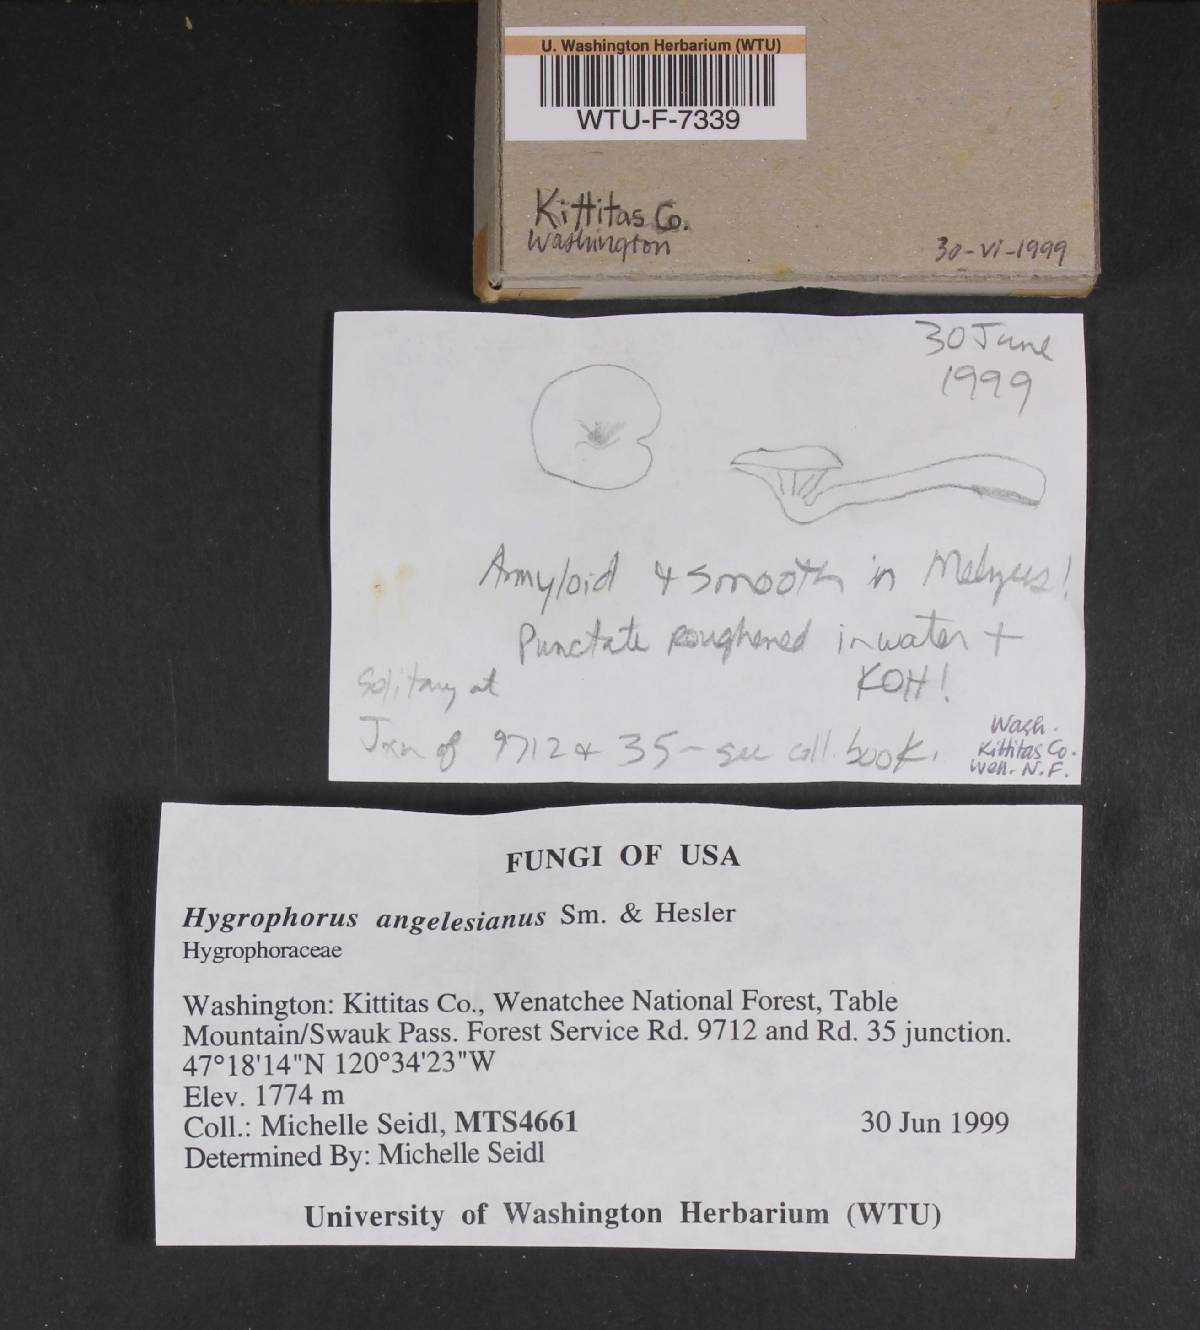 U. Washington Herbarium (WTU)
WTU-F-7339
Kittitas Co.
Washington
30-VI-1999
30 June
1999
Amyloid & smooth in Melzers!
Punctate roughened in water +
KOH!
Solitary at
Jxn of 9712 & 35 - see coll. book.
Wash.
Kittitas Co.
Wen. N.F.
FUNGI OF USA
Hygrophorus angelesianus Sm. & Hesler
Hygrophoraceae
Washington: Kittitas Co., Wenatchee National Forest, Table
Mountain/Swauk Pass. Forest Service Rd. 9712 and Rd. 35 junction.
47°18'14"N 120°34'23"W
Elev. 1774 m
Coll.: Michelle Seidl, MTS4661 30 Jun 1999
Determined By: Michelle Seidl
University of Washington Herbarium (WTU)